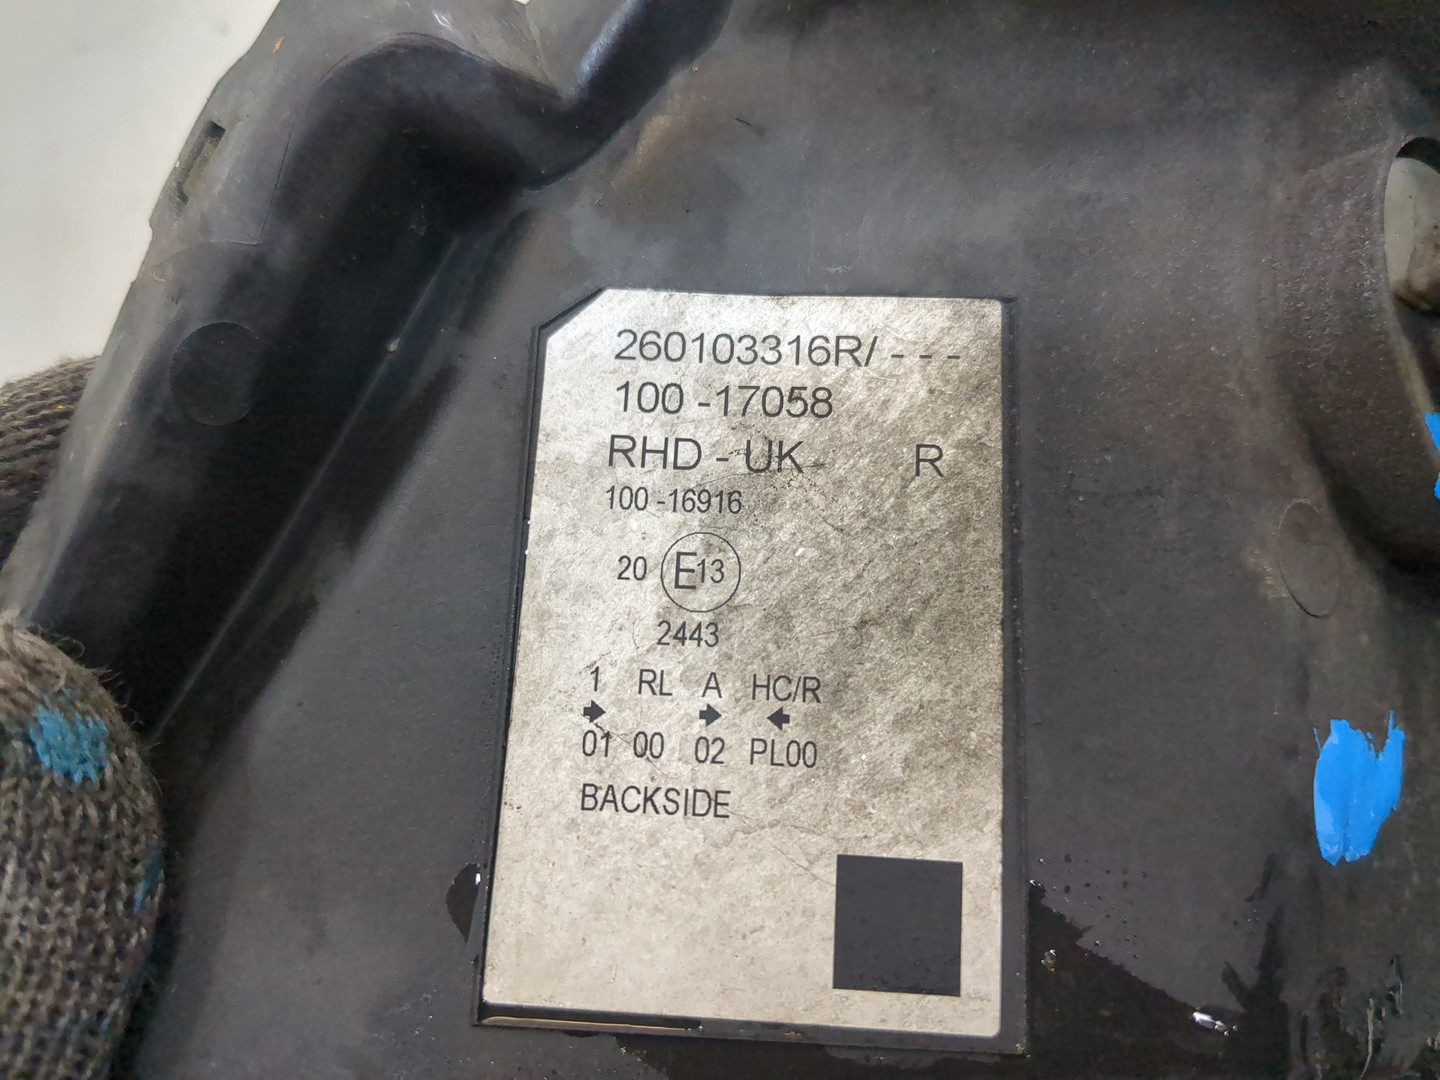 260103316R/ - - -
100 -17058
RHD - UK R
100 -16916
20 E13
2443
1 RL A HC/R
01 00 02 PL00
BACKSIDE